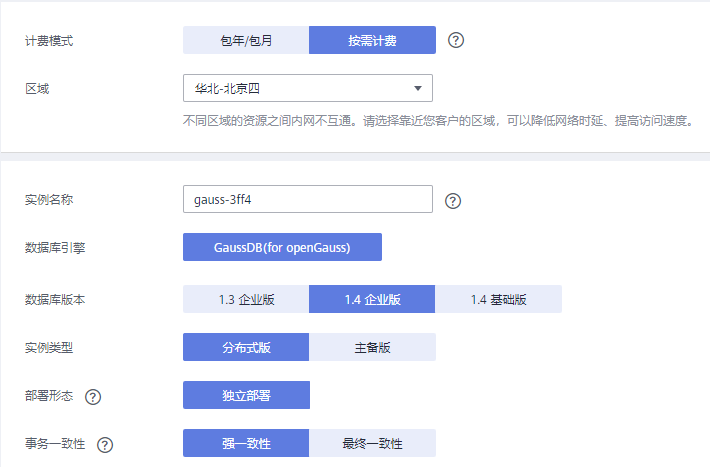 计费模式 包年/包月 按需计费 ?
区域 华北-北京四
不同区域的资源之间内网不互通。请选择靠近您客户的区域，可以降低网络时延、提高访问速度。
实例名称 gauss-3ff4 ?
数据库引擎 GaussDB(for openGauss)
数据库版本 1.3 企业版 1.4 企业版 1.4 基础版
实例类型 分布式版 主备版
部署形态 ? 独立部署
事务一致性 ? 强一致性 最终一致性